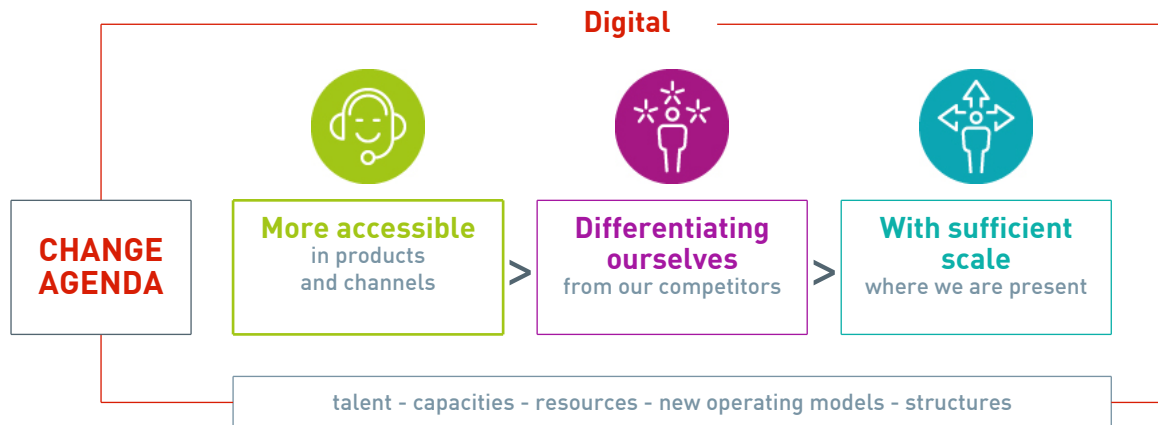 Digital
CHANGE
AGENDA
More accessible
in products
and channels
>
Differentiating
ourselves
from our competitors
>
With sufficient
scale
where we are present
talent - capacities - resources - new operating models - structures